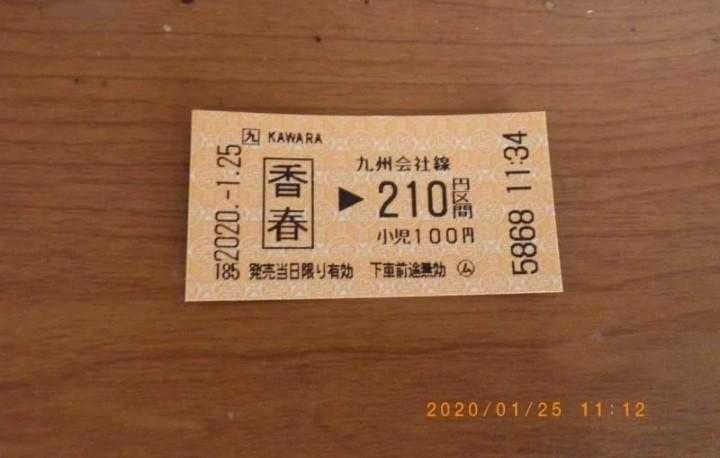 九 KAWARA
2020.-1.25
香春
九州会社線
▶210円区間
小児100円
185 発売当日限り有効 下車前途無効 ム
5868 11:34
2020/01/25 11:12